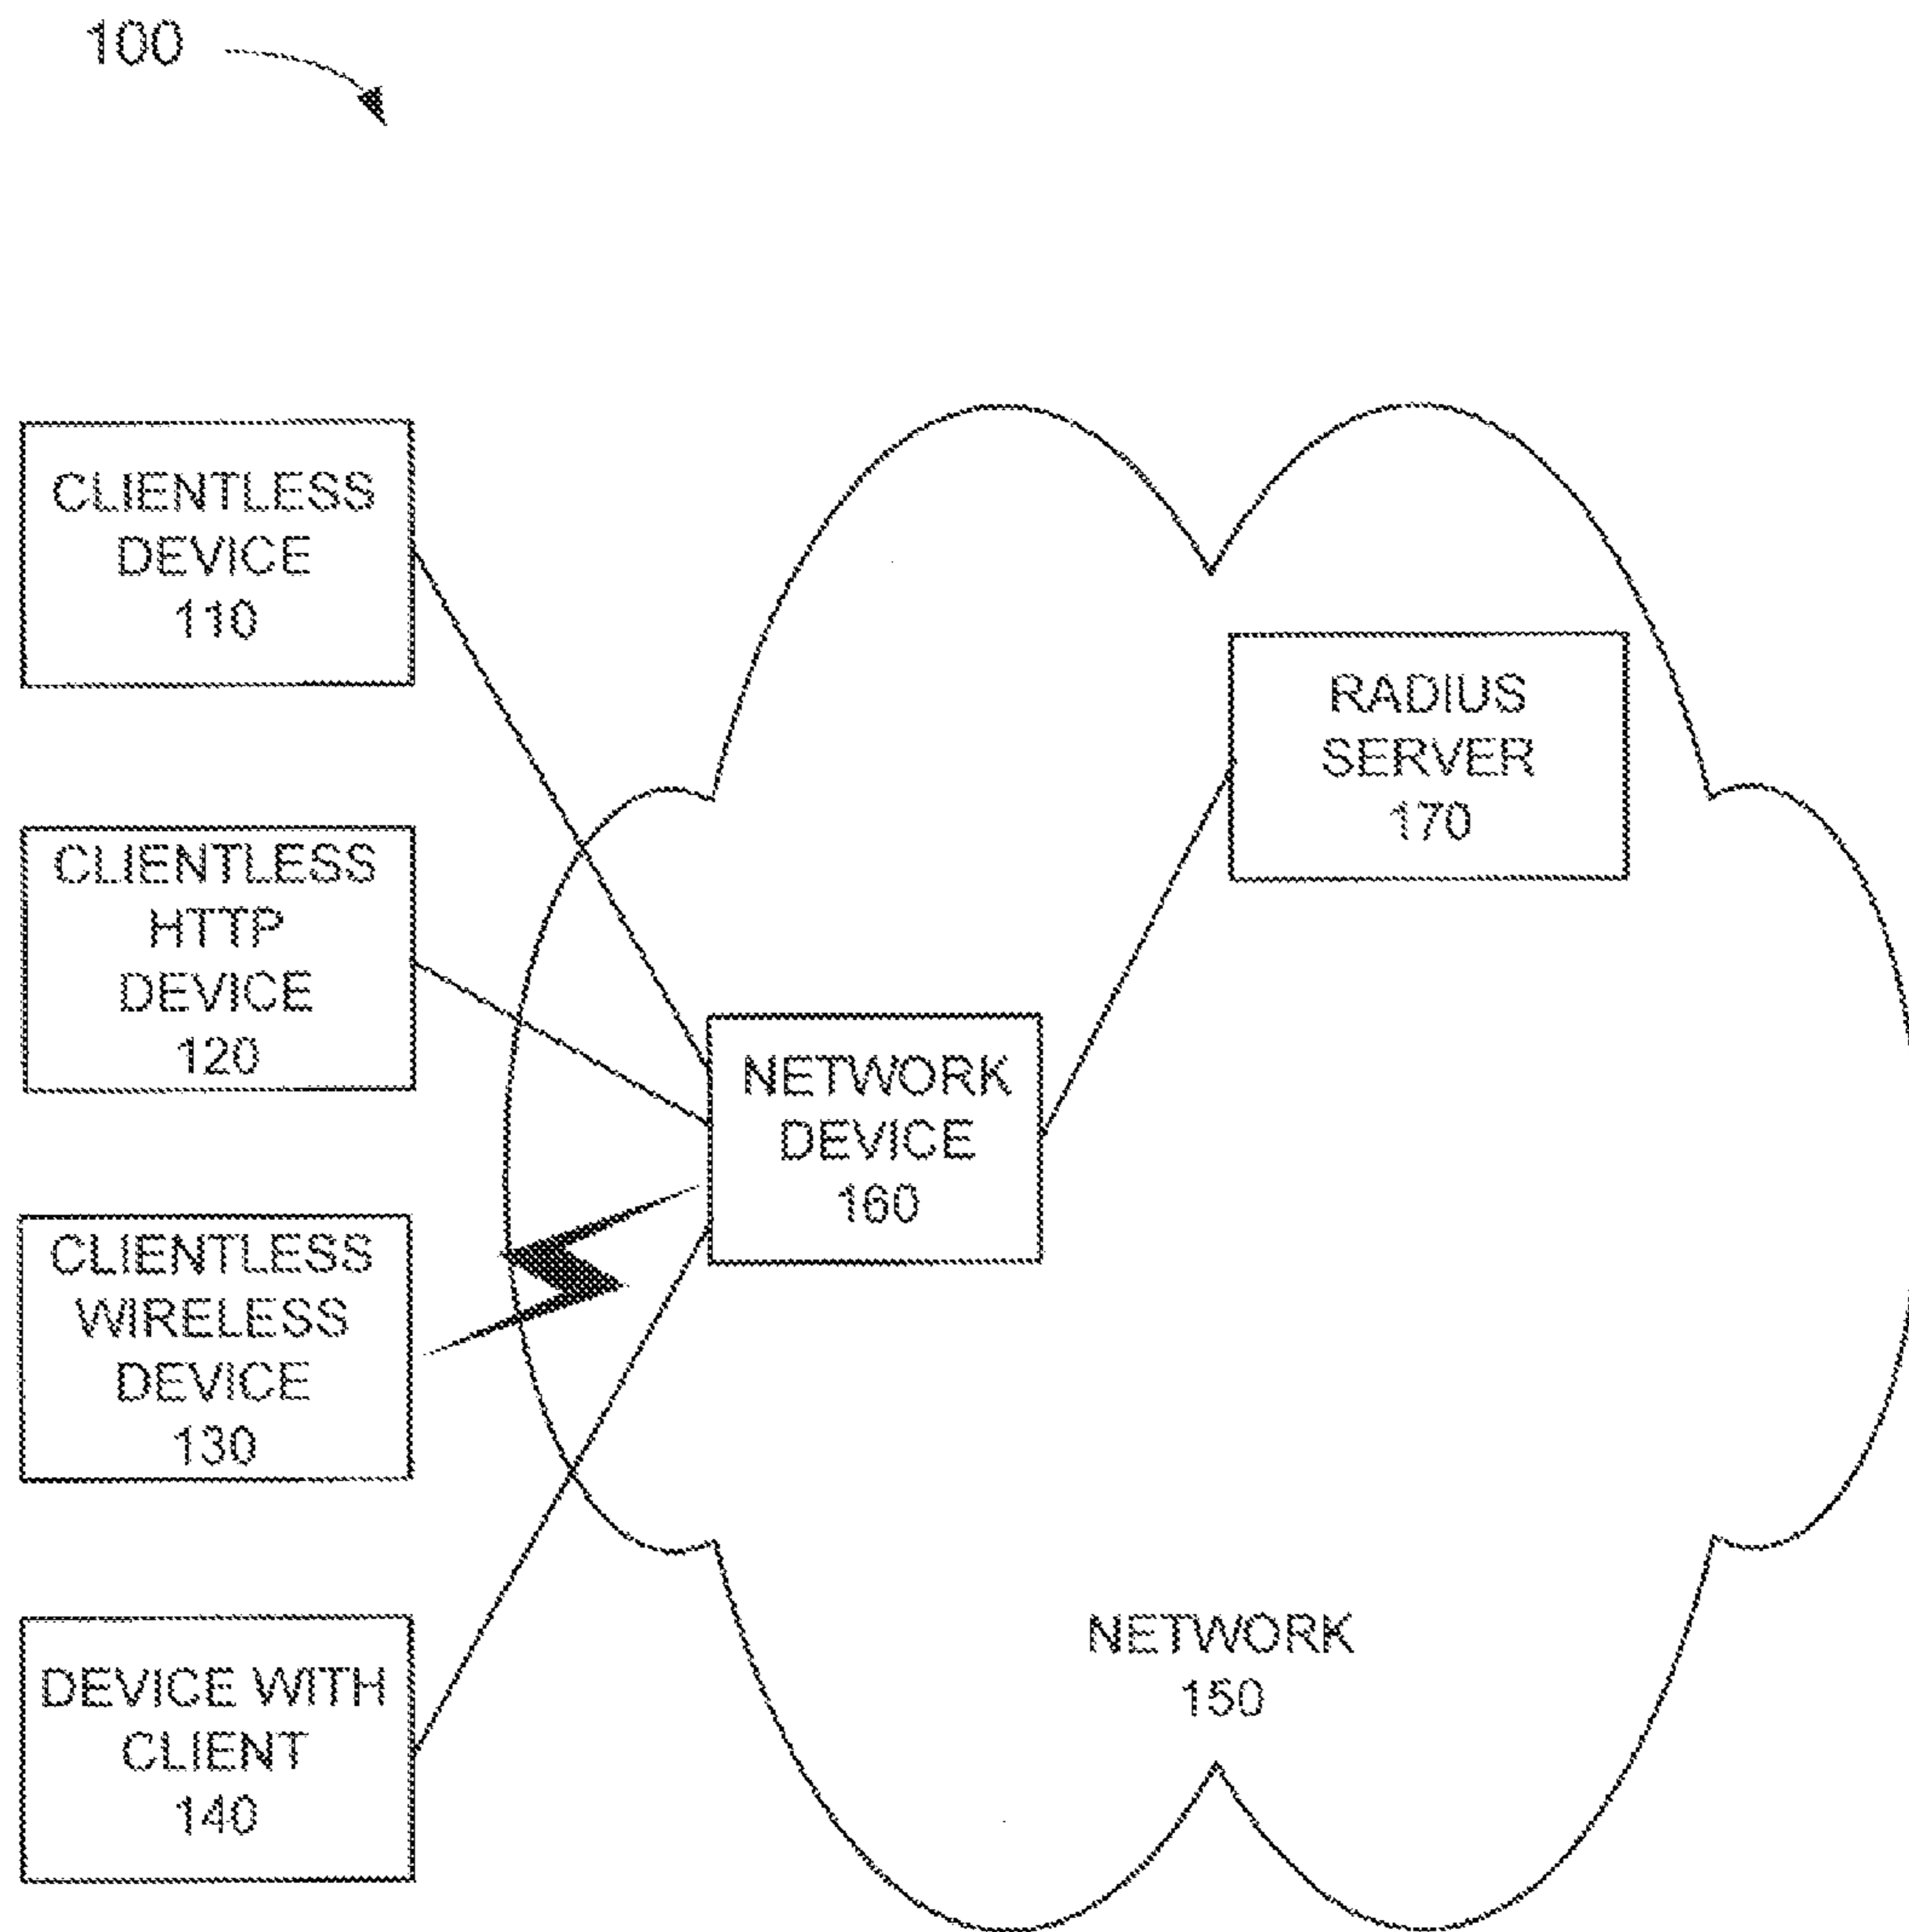 100
CLIENTLESS
DEVICE
110
CLIENTLESS
HTTP
DEVICE
120
CLIENTLESS
WIRELESS
DEVICE
130
DEVICE WITH
CLIENT
140
NETWORK
DEVICE
160
RADIUS
SERVER
170
NETWORK
150